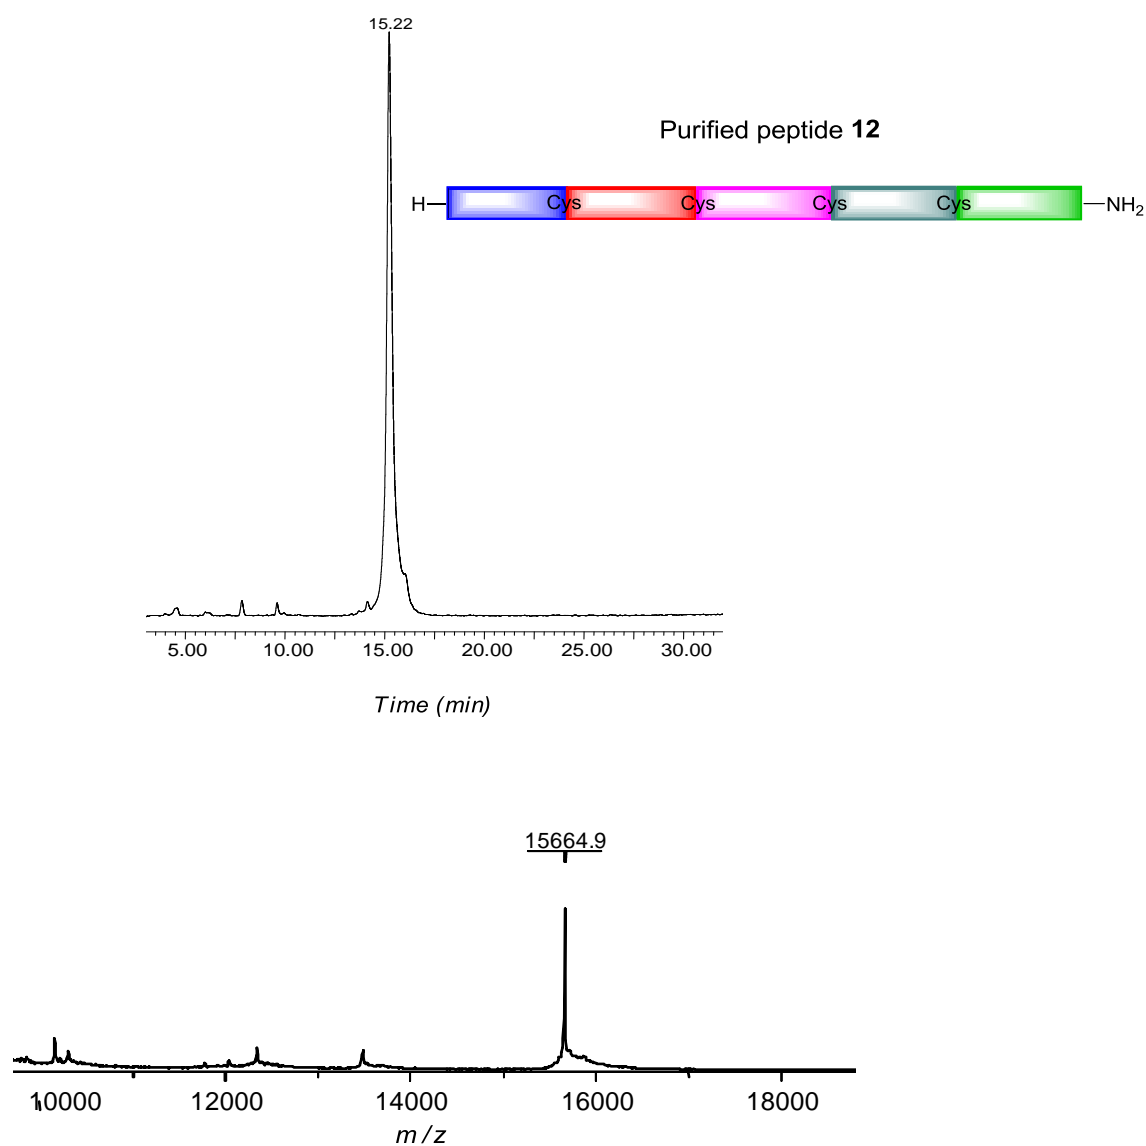 15.22
Purified peptide 12
H Cys Cys Cys Cys NH2
5.00 10.00 15.00 20.00 25.00 30.00
Time (min)
15664.9
10000 12000 14000 16000 18000
m/z